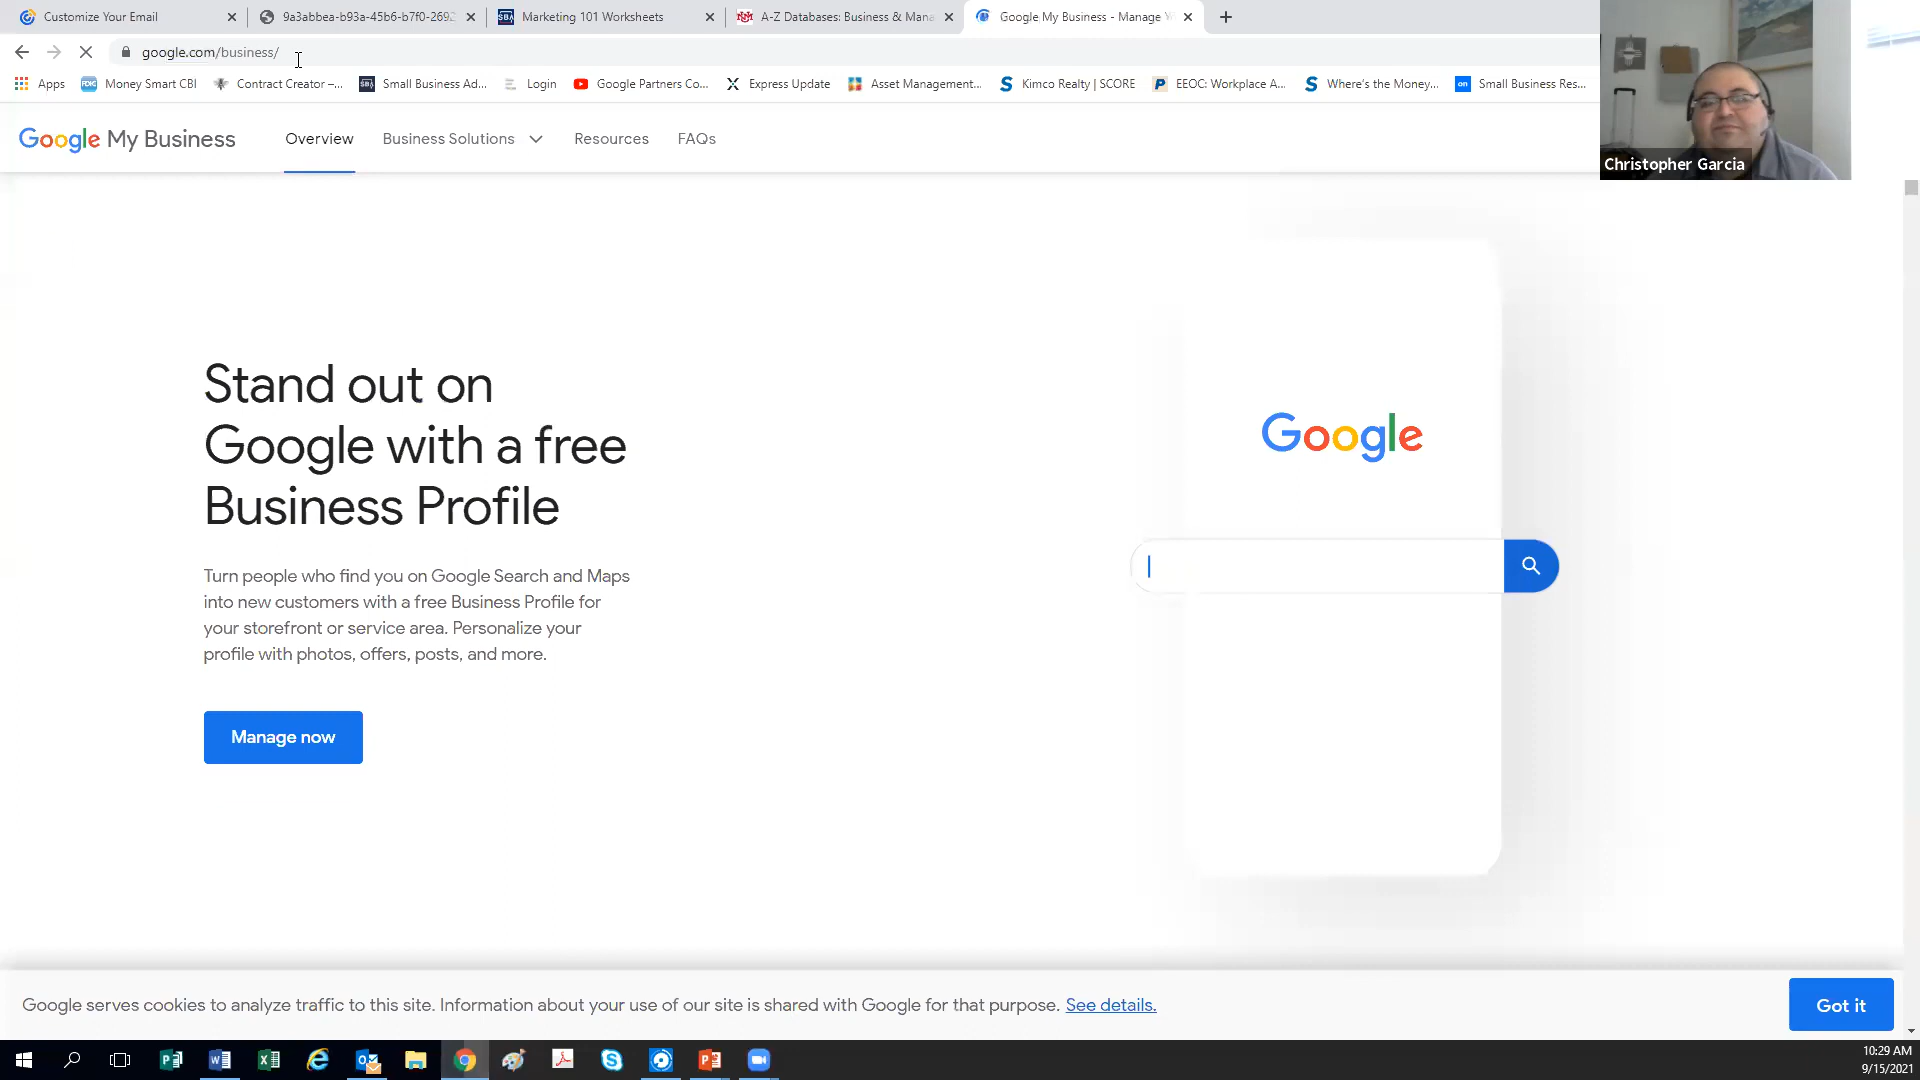 Customize Your Email
9a3abbea-b93a-45b6-b7f0-269
Marketing 101 Worksheets
A-Z Databases: Business & Mana
Google My Business - Manage Y
google.com/business/
Apps
Money Smart CBI
Contract Creator –...
Small Business Ad...
Login
Google Partners Co...
Express Update
Asset Management...
Kimco Realty | SCORE
EEOC: Workplace A...
Where's the Money...
Small Business Res...
Google My Business
Overview
Business Solutions
Resources
FAQs
Christopher Garcia
Stand out on
Google with a free
Business Profile
Google
Turn people who find you on Google Search and Maps
into new customers with a free Business Profile for
your storefront or service area. Personalize your
profile with photos, offers, posts, and more.
Manage now
Google serves cookies to analyze traffic to this site. Information about your use of our site is shared with Google for that purpose. See details.
Got it
10:29 AM
9/15/2021